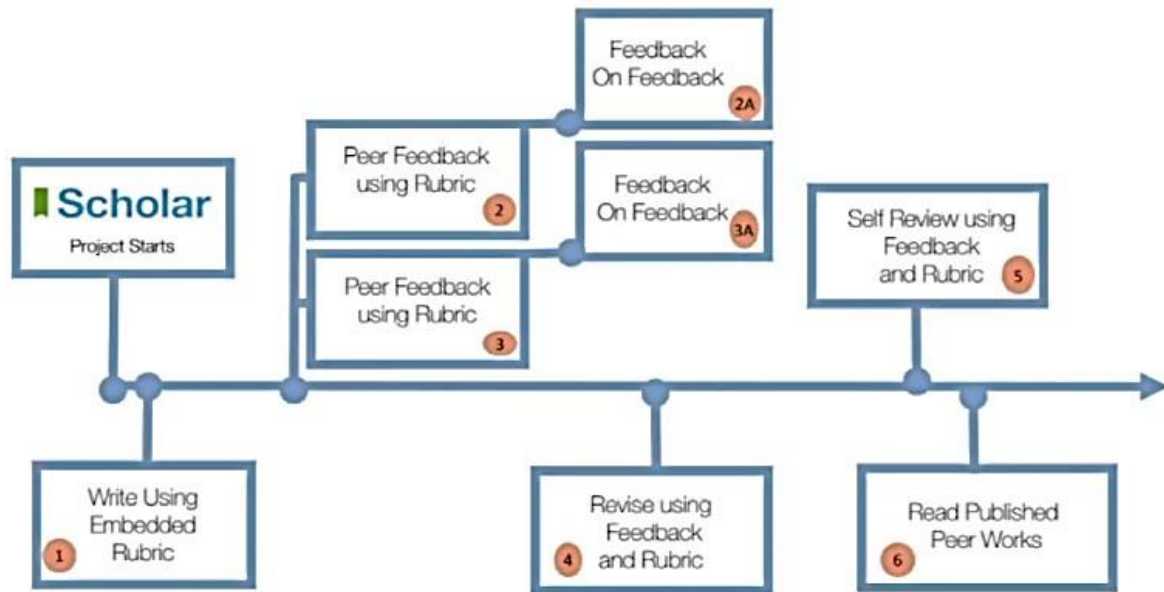 Scholar
Project Starts
Write Using
Embedded
Rubric
1
Peer Feedback
using Rubric
2
Feedback
On Feedback
2A
Peer Feedback
using Rubric
3
Feedback
On Feedback
3A
Revise using
Feedback
and Rubric
4
Self Review using
Feedback
and Rubric
5
Read Published
Peer Works
6